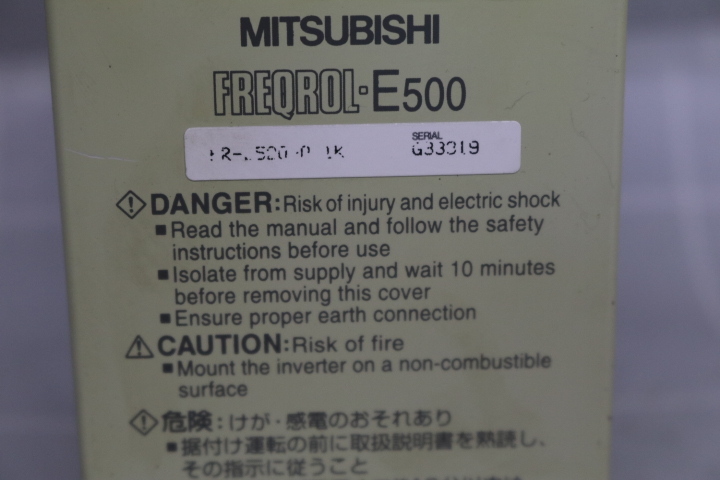 MITSUBISHI
FREQROL-E500
SERIAL
G33319
DANGER:Risk of injury and electric shock
■Read the manual and follow the safety
instructions before use
■Isolate from supply and wait 10 minutes
before removing this cover
■Ensure proper earth connection
CAUTION:Risk of fire
■Mount the inverter on a non-combustible
surface
危険:けが・感電のおそれあり
■据付け運転の前に取扱説明書を熟読し、
その指示に従うこと